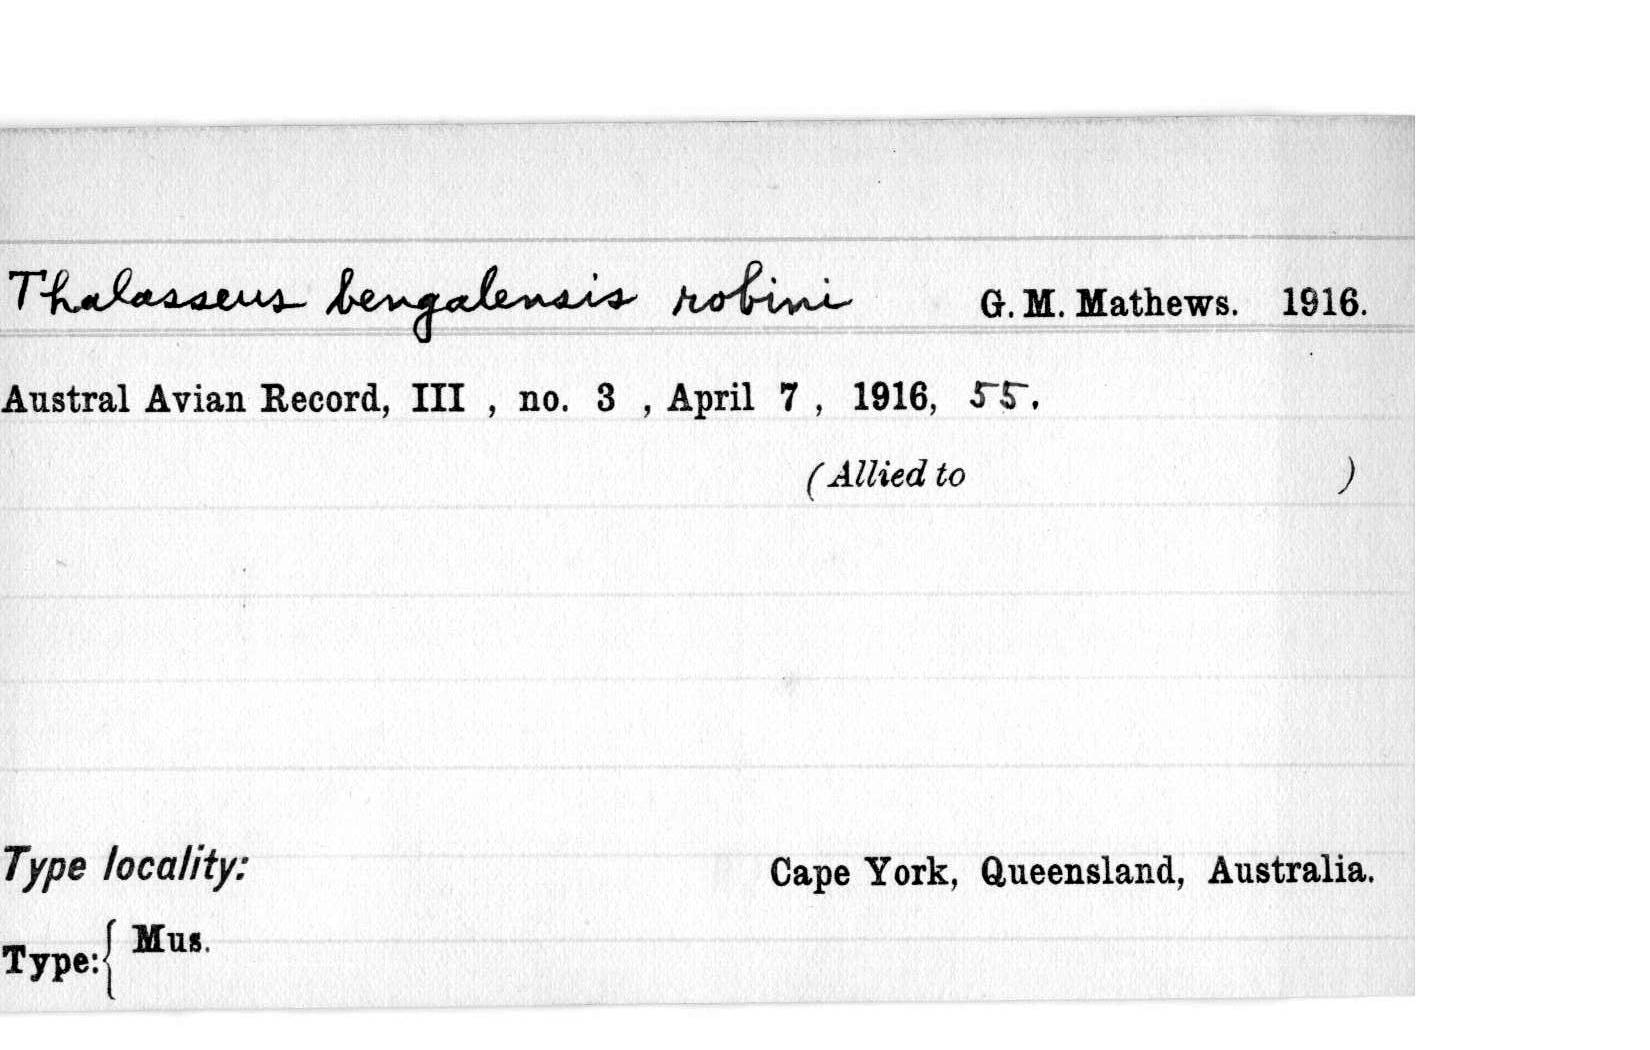 Thalasseus bengalensis robini G. M. Mathews. 1916.
Austral Avian Record, III , no. 3 , April 7 , 1916, 55.
(Allied to )
Type locality: Cape York, Queensland, Australia.
Type: { Mus.